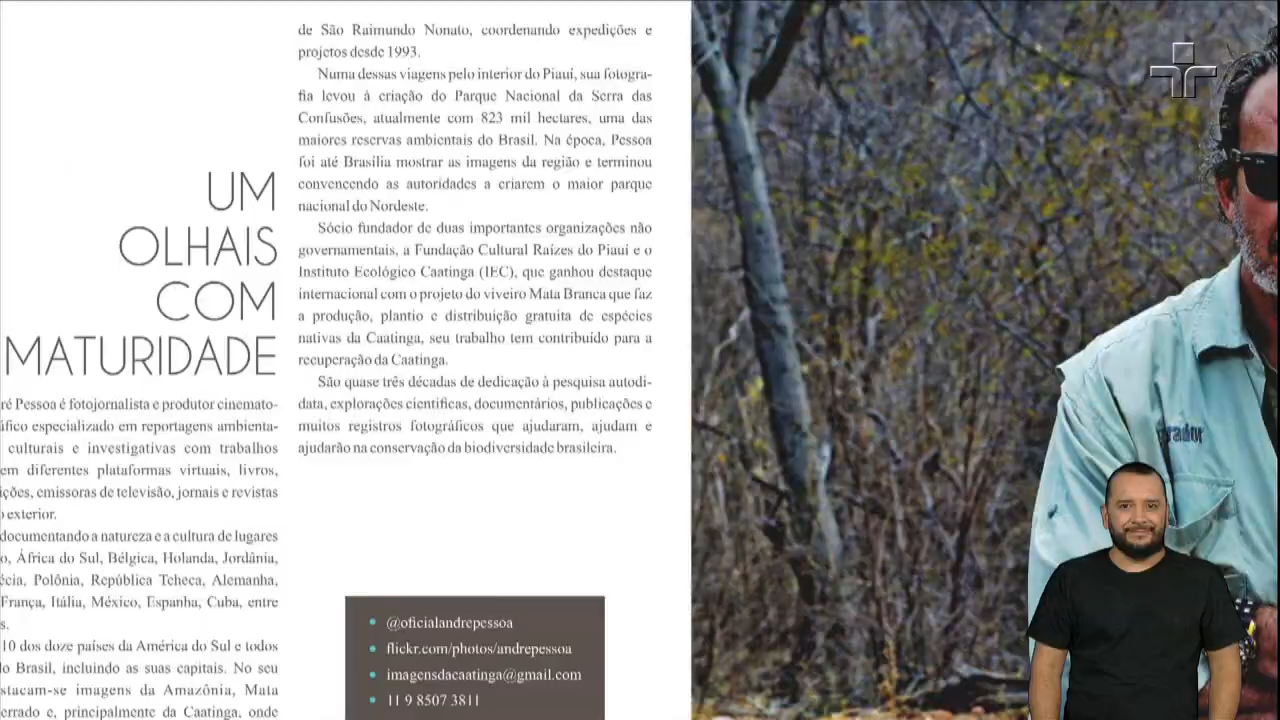 UM
OLHAIS
COM
MATURIDADE
ré Pessoa é fotojornalista e produtor cinemato-
áfico especializado em reportagens ambienta-
culturais e investigativas com trabalhos
em diferentes plataformas virtuais, livros,
ições, emissoras de televisão, jornais e revistas
o exterior.
documentando a natureza e a cultura de lugares
o, África do Sul, Bélgica, Holanda, Jordânia,
écia, Polônia, República Tcheca, Alemanha,
França, Itália, México, Espanha, Cuba, entre
s.
10 dos doze países da América do Sul e todos
lo Brasil, incluindo as suas capitais. No seu
stacam-se imagens da Amazônia, Mata
errado e, principalmente da Caatinga, onde
de São Raimundo Nonato, coordenando expedições e
projetos desde 1993.
Numa dessas viagens pelo interior do Piauí, sua fotogra-
fia levou à criação do Parque Nacional da Serra das
Confusões, atualmente com 823 mil hectares, uma das
maiores reservas ambientais do Brasil. Na época, Pessoa
foi até Brasília mostrar as imagens da região e terminou
convencendo as autoridades a criarem o maior parque
nacional do Nordeste.
Sócio fundador de duas importantes organizações não
governamentais, a Fundação Cultural Raízes do Piauí e o
Instituto Ecológico Caatinga (IEC), que ganhou destaque
internacional com o projeto do viveiro Mata Branca que faz
a produção, plantio e distribuição gratuita de espécies
nativas da Caatinga, seu trabalho tem contribuído para a
recuperação da Caatinga.
São quase três décadas de dedicação à pesquisa autodi-
data, explorações científicas, documentários, publicações e
muitos registros fotográficos que ajudaram, ajudam e
ajudarão na conservação da biodiversidade brasileira.
@oficialandrepessoa
flickr.com/photos/andrepessoa
imagensdacaatinga@gmail.com
11 9 8507 3811